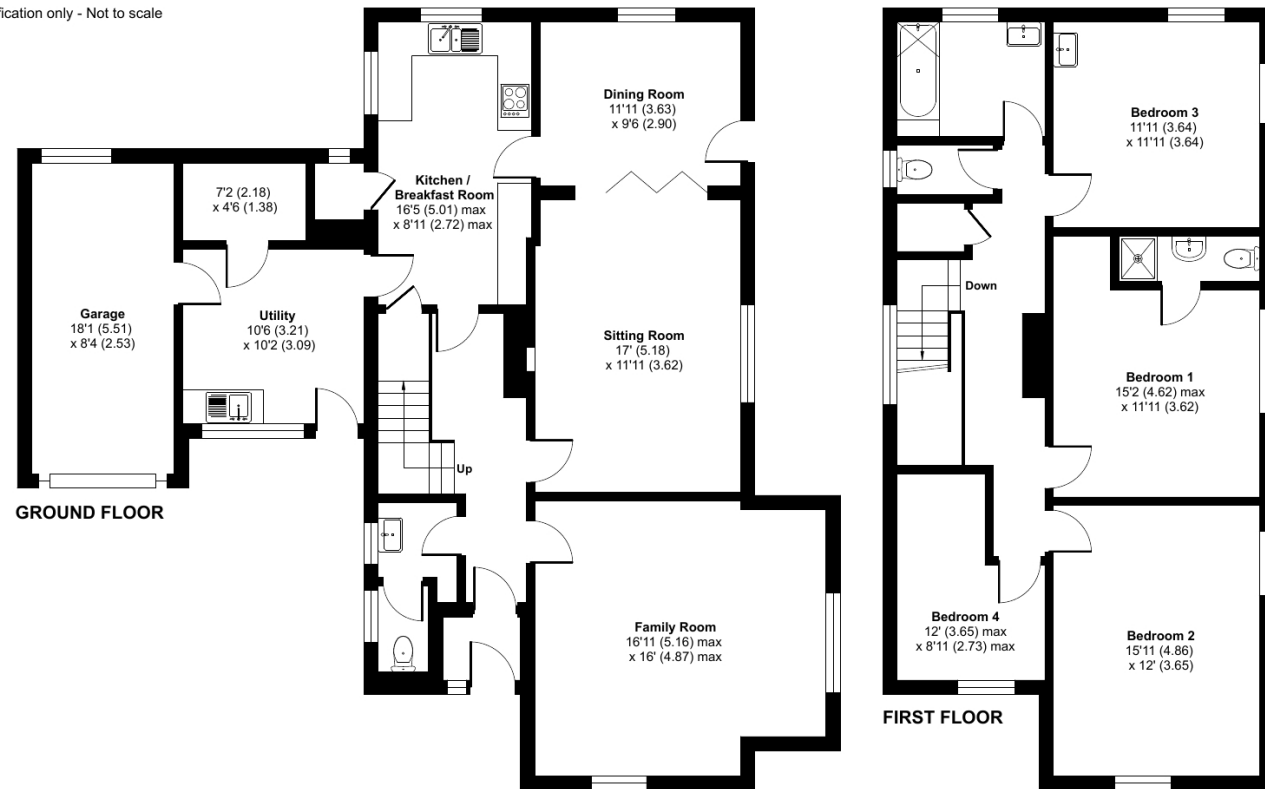 fication only - Not to scale
Dining Room
11'11 (3.63)
x 9'6 (2.90)
Kitchen /
Breakfast Room
16'5 (5.01) max
x 8'11 (2.72) max
7'2 (2.18)
x 4'6 (1.38)
Garage
18'1 (5.51)
x 8'4 (2.53)
Utility
10'6 (3.21)
x 10'2 (3.09)
Sitting Room
17' (5.18)
x 11'11 (3.62)
Up
GROUND FLOOR
Family Room
16'11 (5.16) max
x 16' (4.87) max
Bedroom 3
11'11 (3.64)
x 11'11 (3.64)
Down
Bedroom 1
15'2 (4.62) max
x 11'11 (3.62)
Bedroom 4
12' (3.65) max
x 8'11 (2.73) max
Bedroom 2
15'11 (4.86)
x 12' (3.65)
FIRST FLOOR